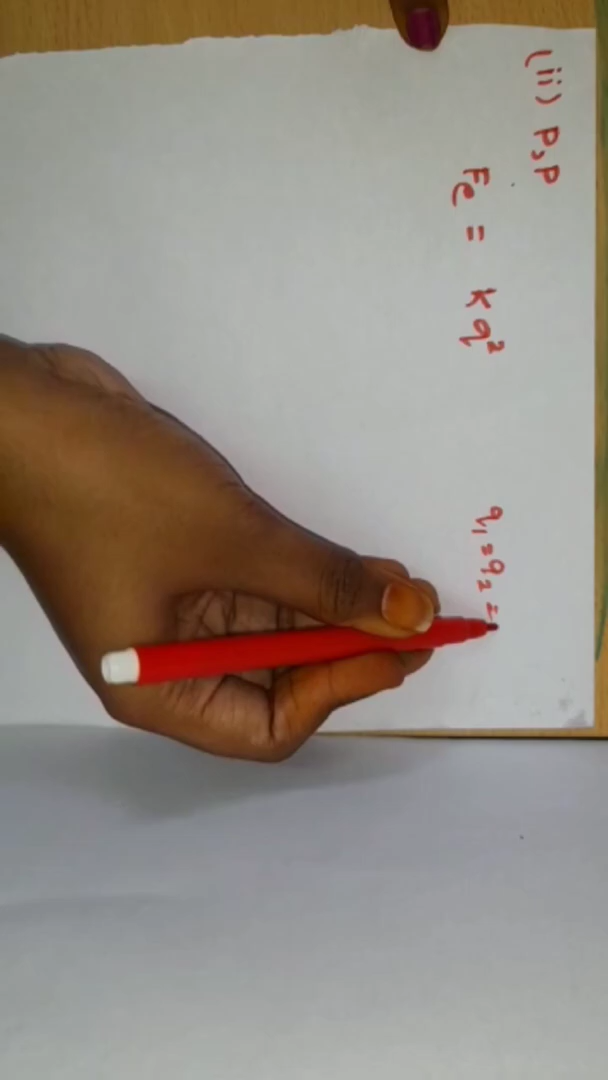 (ii) P,P
Fe = kq²
q₁ = q₂ =